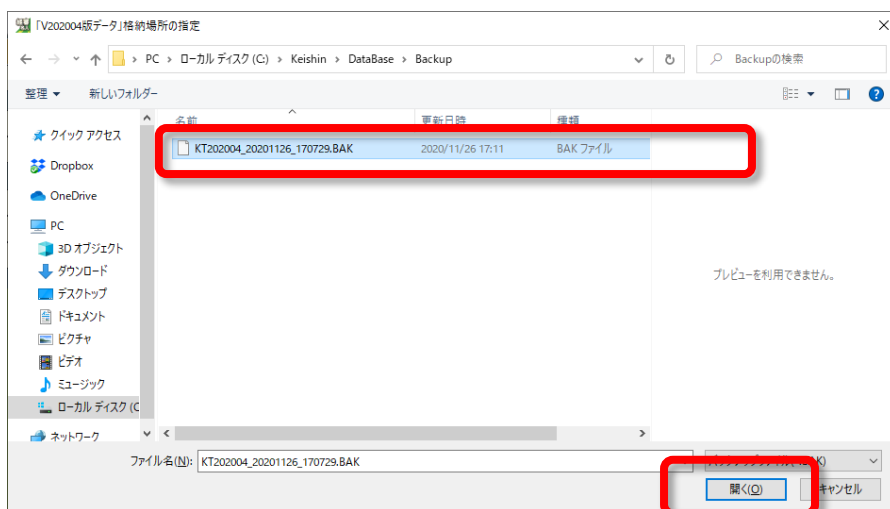 「V202004版データ」格納場所の指定
PC › ローカル ディスク (C:) › Keishin › DataBase › Backup
Backupの検索
整理 新しいフォルダー
名前 更新日時 種類
KT202004_20201126_170729.BAK 2020/11/26 17:11 BAK ファイル
クイック アクセス
Dropbox
OneDrive
PC
3D オブジェクト
ダウンロード
デスクトップ
ドキュメント
ピクチャ
ビデオ
ミュージック
ローカル ディスク (C
ネットワーク
プレビューを利用できません。
ファイル名(N): KT202004_20201126_170729.BAK
開く(O) キャンセル